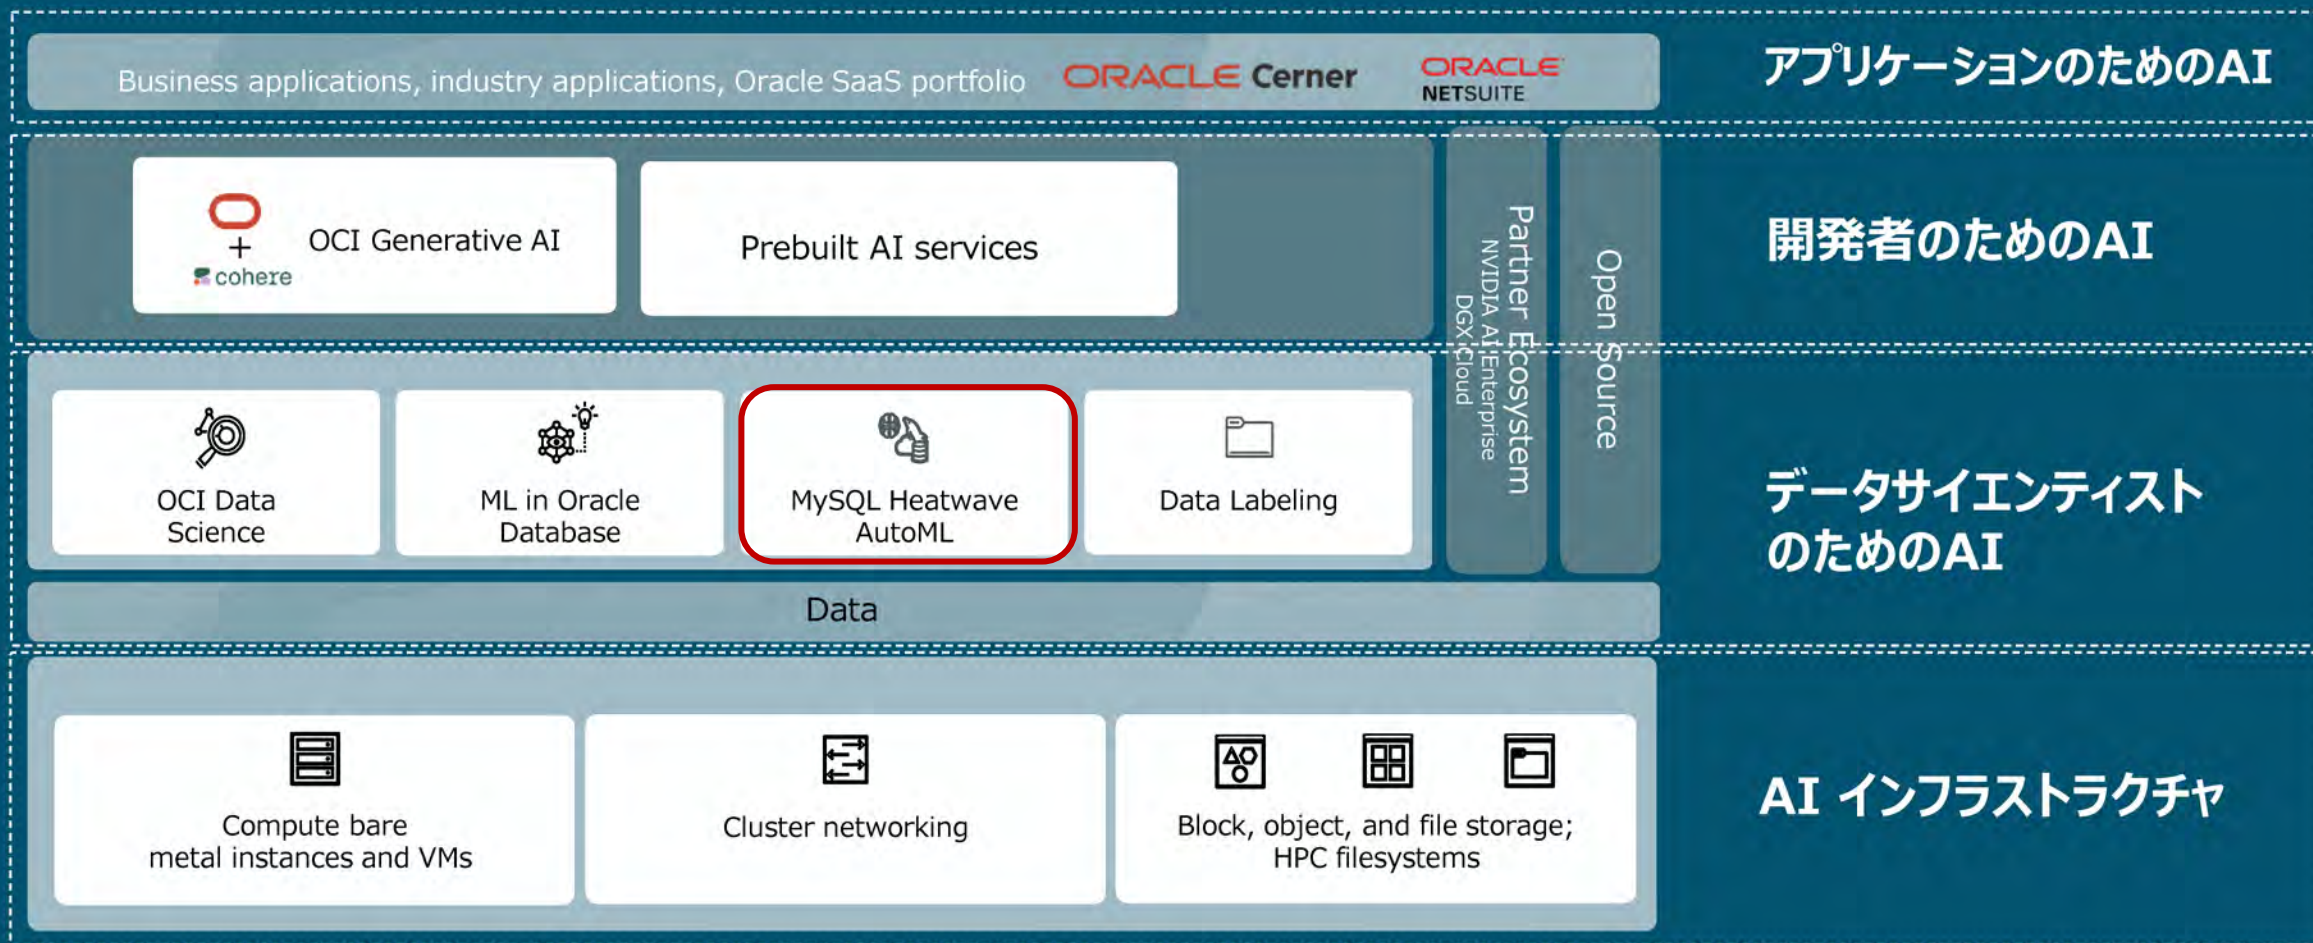 Business applications, industry applications, Oracle SaaS portfolio
ORACLE Cerner
ORACLE
NETSUITE
アプリケーションのためのAI
+
cohere
OCI Generative AI
Prebuilt AI services
Partner Ecosystem
NVIDIA AI Enterprise
DGX Cloud
Open Source
開発者のためのAI
OCI Data
Science
ML in Oracle
Database
MySQL Heatwave
AutoML
Data Labeling
データサイエンティスト
のためのAI
Data
Compute bare
metal instances and VMs
Cluster networking
Block, object, and file storage;
HPC filesystems
AI インフラストラクチャ